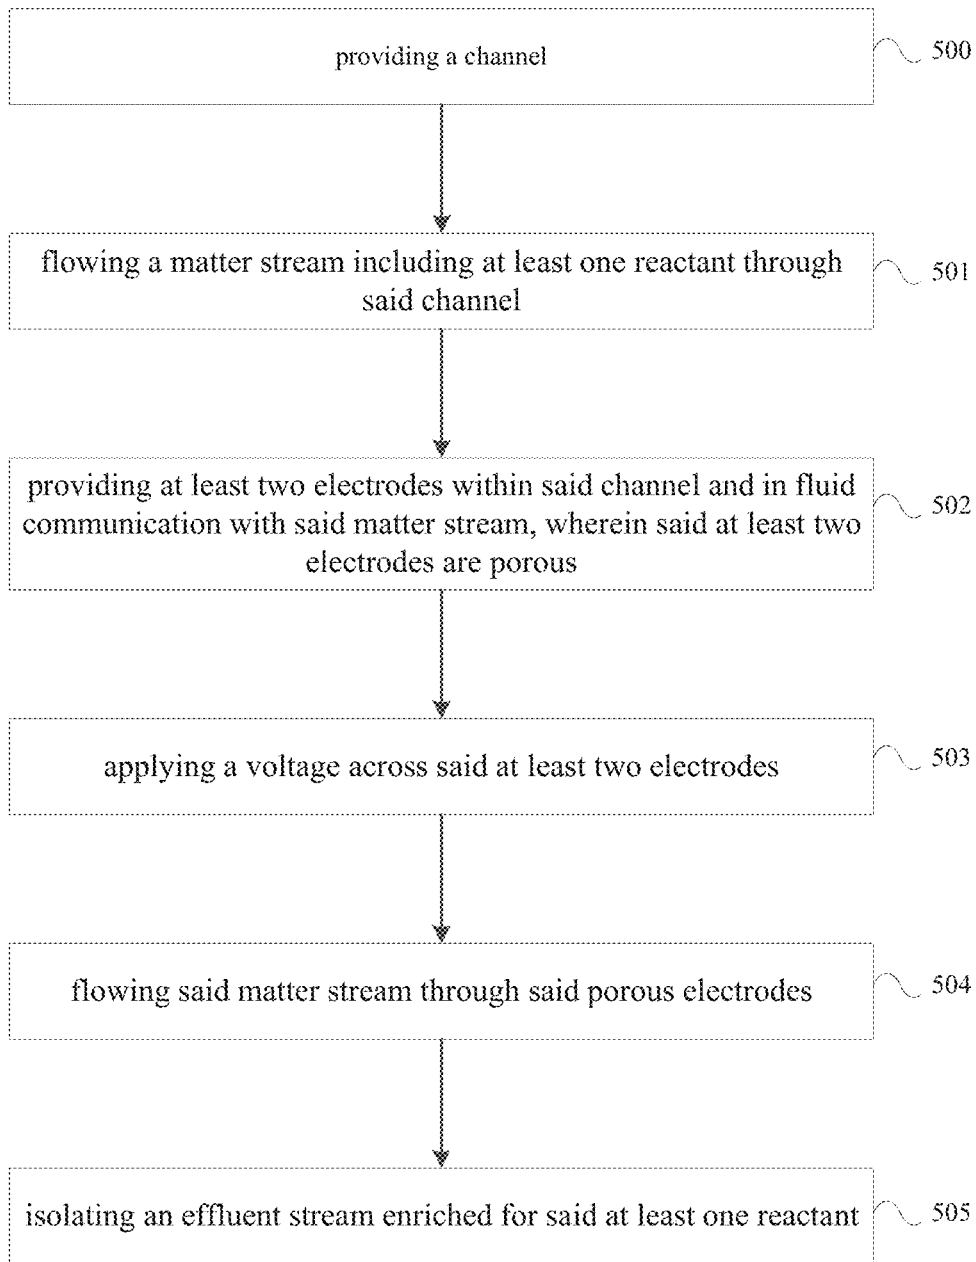 providing a channel
500
flowing a matter stream including at least one reactant through
said channel
501
providing at least two electrodes within said channel and in fluid
communication with said matter stream, wherein said at least two
electrodes are porous
502
applying a voltage across said at least two electrodes
503
flowing said matter stream through said porous electrodes
504
isolating an effluent stream enriched for said at least one reactant
505